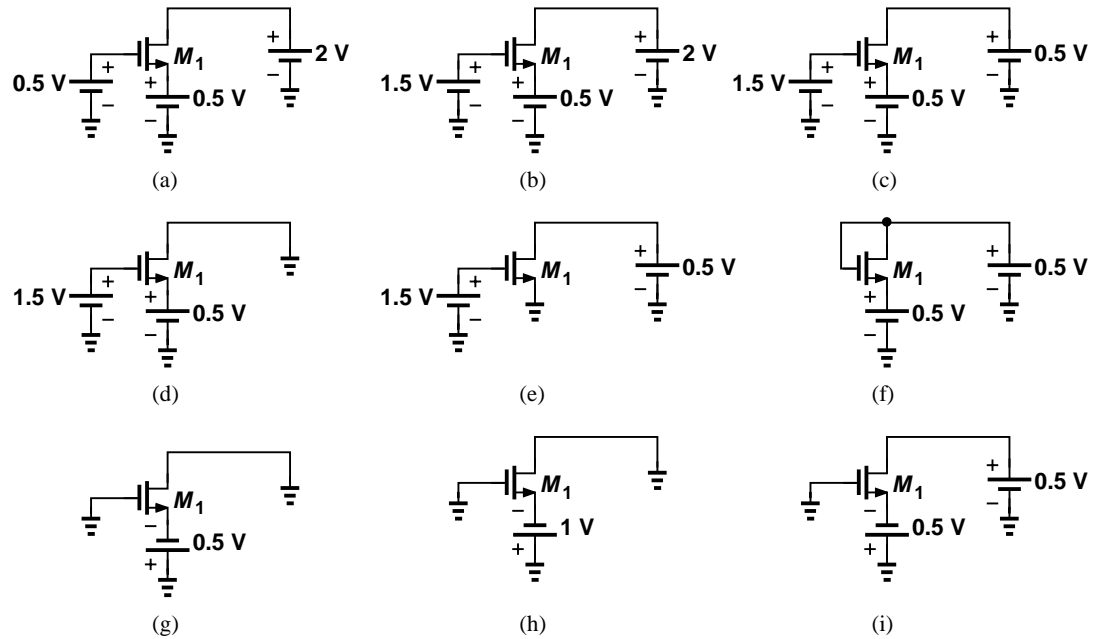 + M1 + 2 V
0.5 V + + −
− 0.5 V
−
(a)
+ M1 + 2 V
1.5 V + + −
− 0.5 V
−
(b)
+ 0.5 V
1.5 V + M1 + −
− 0.5 V
−
(c)
1.5 V + M1
− + 0.5 V
−
(d)
1.5 V + M1 + 0.5 V
− −
(e)
M1 + 0.5 V
+ −
− 0.5 V
(f)
M1
−
0.5 V
+
(g)
M1
−
1 V
+
(h)
M1 + 0.5 V
− −
0.5 V
+
(i)